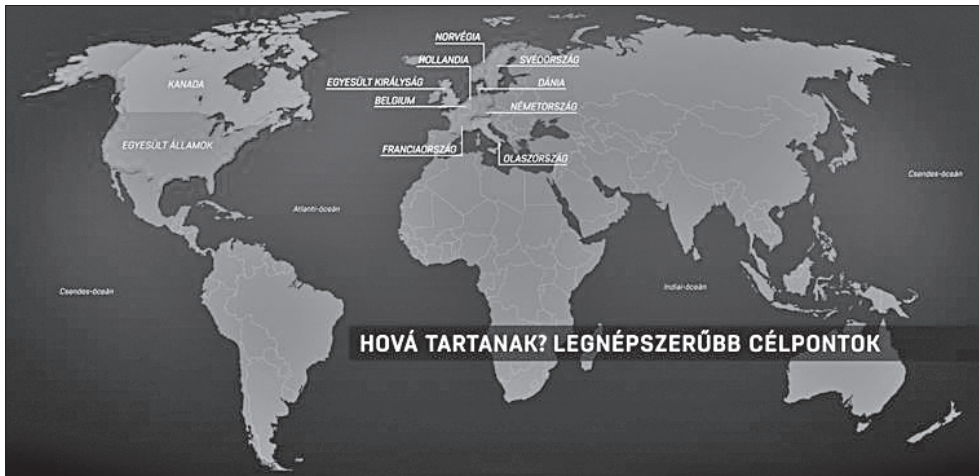 NORVÉGIA
HOLLANDIA
SVÉDORSZÁG
KANADA
EGYESÜLT KIRÁLYSÁG
DÁNIA
BELGIUM
NÉMETORSZÁG
EGYESÜLT ÁLLAMOK
FRANCIAORSZÁG
OLASZORSZÁG
Csendes-óceán
Atlanti-óceán
Csendes-óceán
Indiai-óceán
HOVÁ TARTANAK? LEGNÉPSZERŰBB CÉLPONTOK